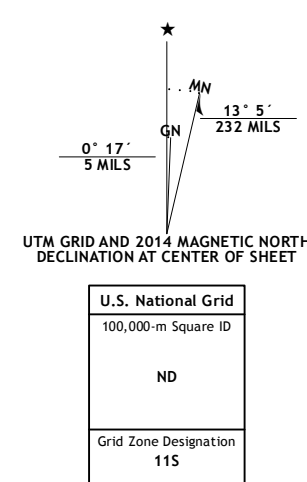 ★
MN
GN
13° 5´
232 MILS
0° 17´
5 MILS
UTM GRID AND 2014 MAGNETIC NORTH
DECLINATION AT CENTER OF SHEET
U.S. National Grid
100,000-m Square ID
ND
Grid Zone Designation
11S